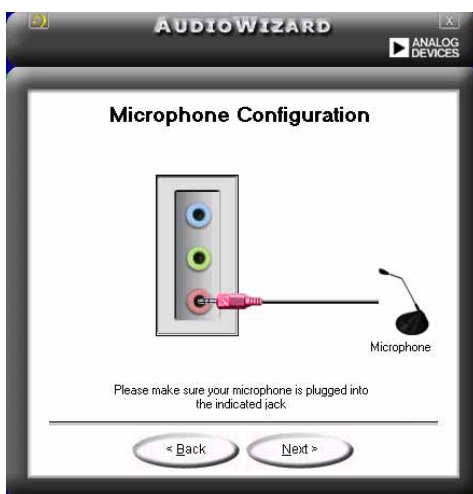 AUDIOWIZARD
X
ANALOG
DEVICES
Microphone Configuration
Microphone
Please make sure your microphone is plugged into
the indicated jack
< Back
Next >